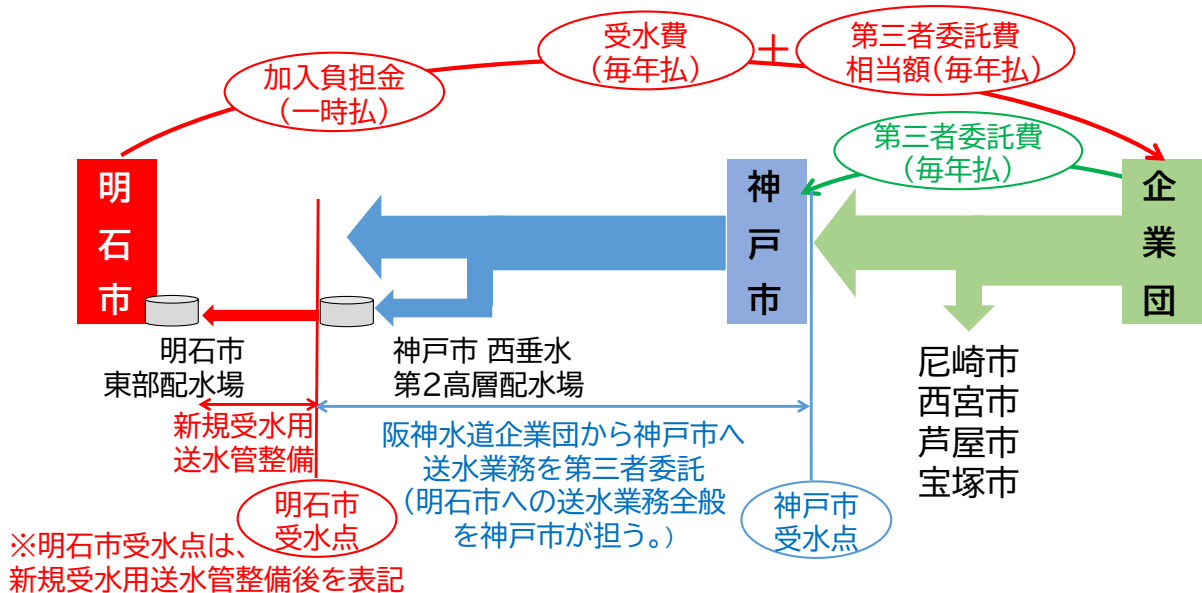 受水費
(毎年払)
＋
第三者委託費
相当額(毎年払)
加入負担金
(一時払)
第三者委託費
(毎年払)
明石市
神戸市
企業団
明石市
東部配水場
神戸市 西垂水
第2高層配水場
尼崎市
西宮市
芦屋市
宝塚市
新規受水用
送水管整備
阪神水道企業団から神戸市へ
送水業務を第三者委託
(明石市への送水業務全般
を神戸市が担う。)
明石市
受水点
神戸市
受水点
※明石市受水点は、
新規受水用送水管整備後を表記